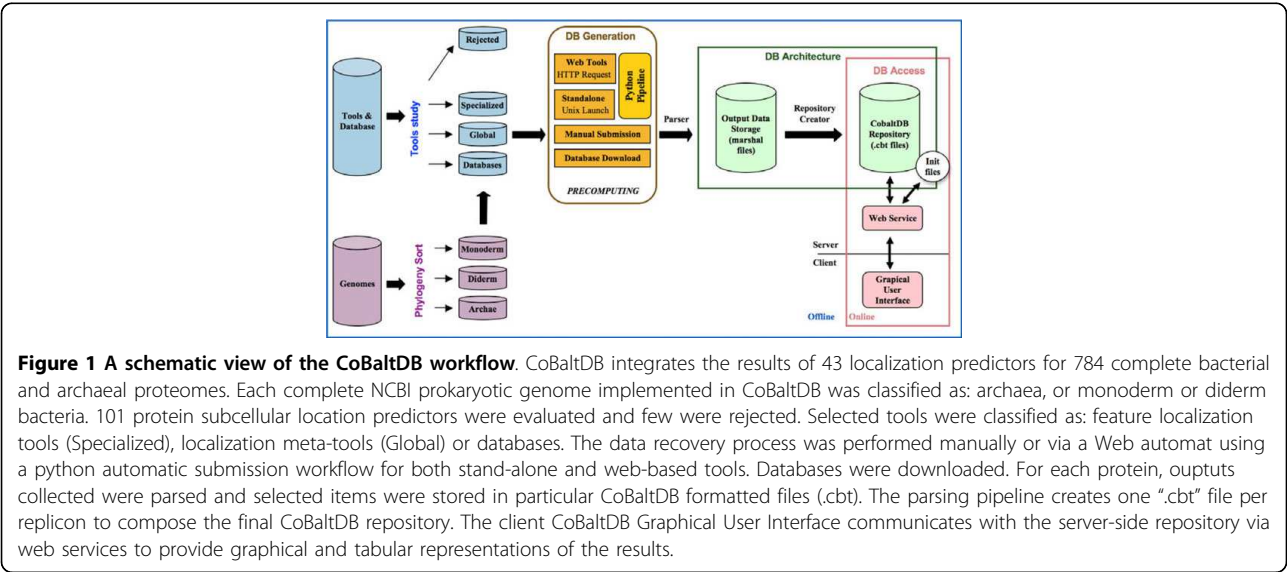 Rejected
DB Generation
Web Tools
HTTP Request
Python
Pipeline
DB Architecture
DB Access
Tools &
Database
Tools study
Specialized
Standalone
Unix Launch
Global
Manual Submission
Databases
Database Download
PRECOMPUTING
Parser
Output Data
Storage
(marshal
files)
Repository
Creator
CobaltDB
Repository
(.cbt files)
Init
files
Web Service
Server
Client
Grapical
User
Interface
Offline
Online
Genomes
Phylogeny Sort
Monoderm
Diderm
Archae
Figure 1 A schematic view of the CoBaltDB workflow. CoBaltDB integrates the results of 43 localization predictors for 784 complete bacterial
and archaeal proteomes. Each complete NCBI prokaryotic genome implemented in CoBaltDB was classified as: archaea, or monoderm or diderm
bacteria. 101 protein subcellular location predictors were evaluated and few were rejected. Selected tools were classified as: feature localization
tools (Specialized), localization meta-tools (Global) or databases. The data recovery process was performed manually or via a Web automat using
a python automatic submission workflow for both stand-alone and web-based tools. Databases were downloaded. For each protein, ouptuts
collected were parsed and selected items were stored in particular CoBaltDB formatted files (.cbt). The parsing pipeline creates one “.cbt” file per
replicon to compose the final CoBaltDB repository. The client CoBaltDB Graphical User Interface communicates with the server-side repository via
web services to provide graphical and tabular representations of the results.